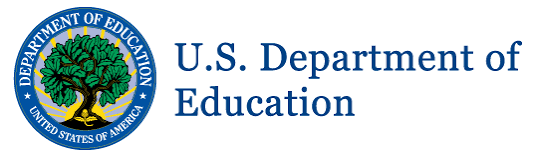 DEPARTMENT OF EDUCATION
UNITED STATES OF AMERICA
U.S. Department of
Education